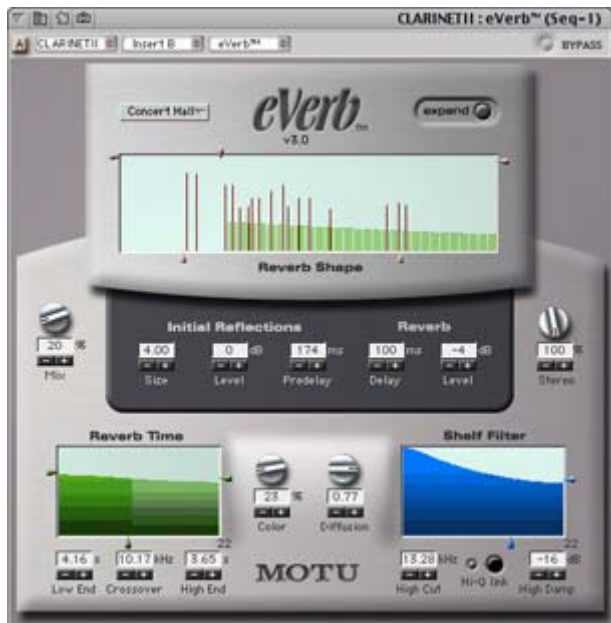 CLARINETII : eVerb™ (Seq-1)
CLARINETII Insert B eVerb™ BYPASS
Concert Hall eVerb™ expand
v3.0
Reverb Shape
Initial Reflections Reverb
20 % 4.00 0 dB 174 ms 100 ms -4 dB 100 %
Mix Size Level Predelay Delay Level Stereo
Reverb Time Shelf Filter
23 % 0.77
Color Diffusion
22 22
4.16 s 10.17 kHz 3.65 s MOTU 13.28 kHz -16 dB
Low End Crossover High End High Cut Hi-Q link High Damp